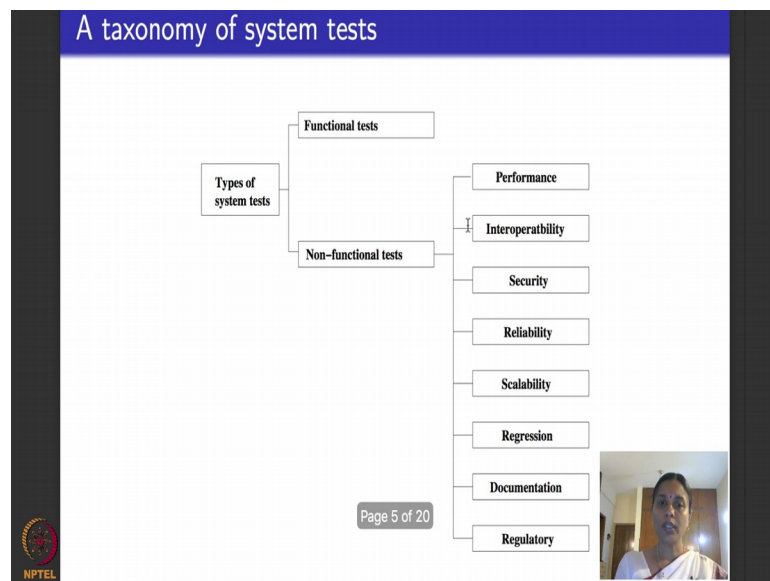 A taxonomy of system tests
Functional tests
Types of
system tests
Non-functional tests
Performance
Interoperatbility
Security
Reliability
Scalability
Regression
Documentation
Regulatory
Page 5 of 20
NPTEL